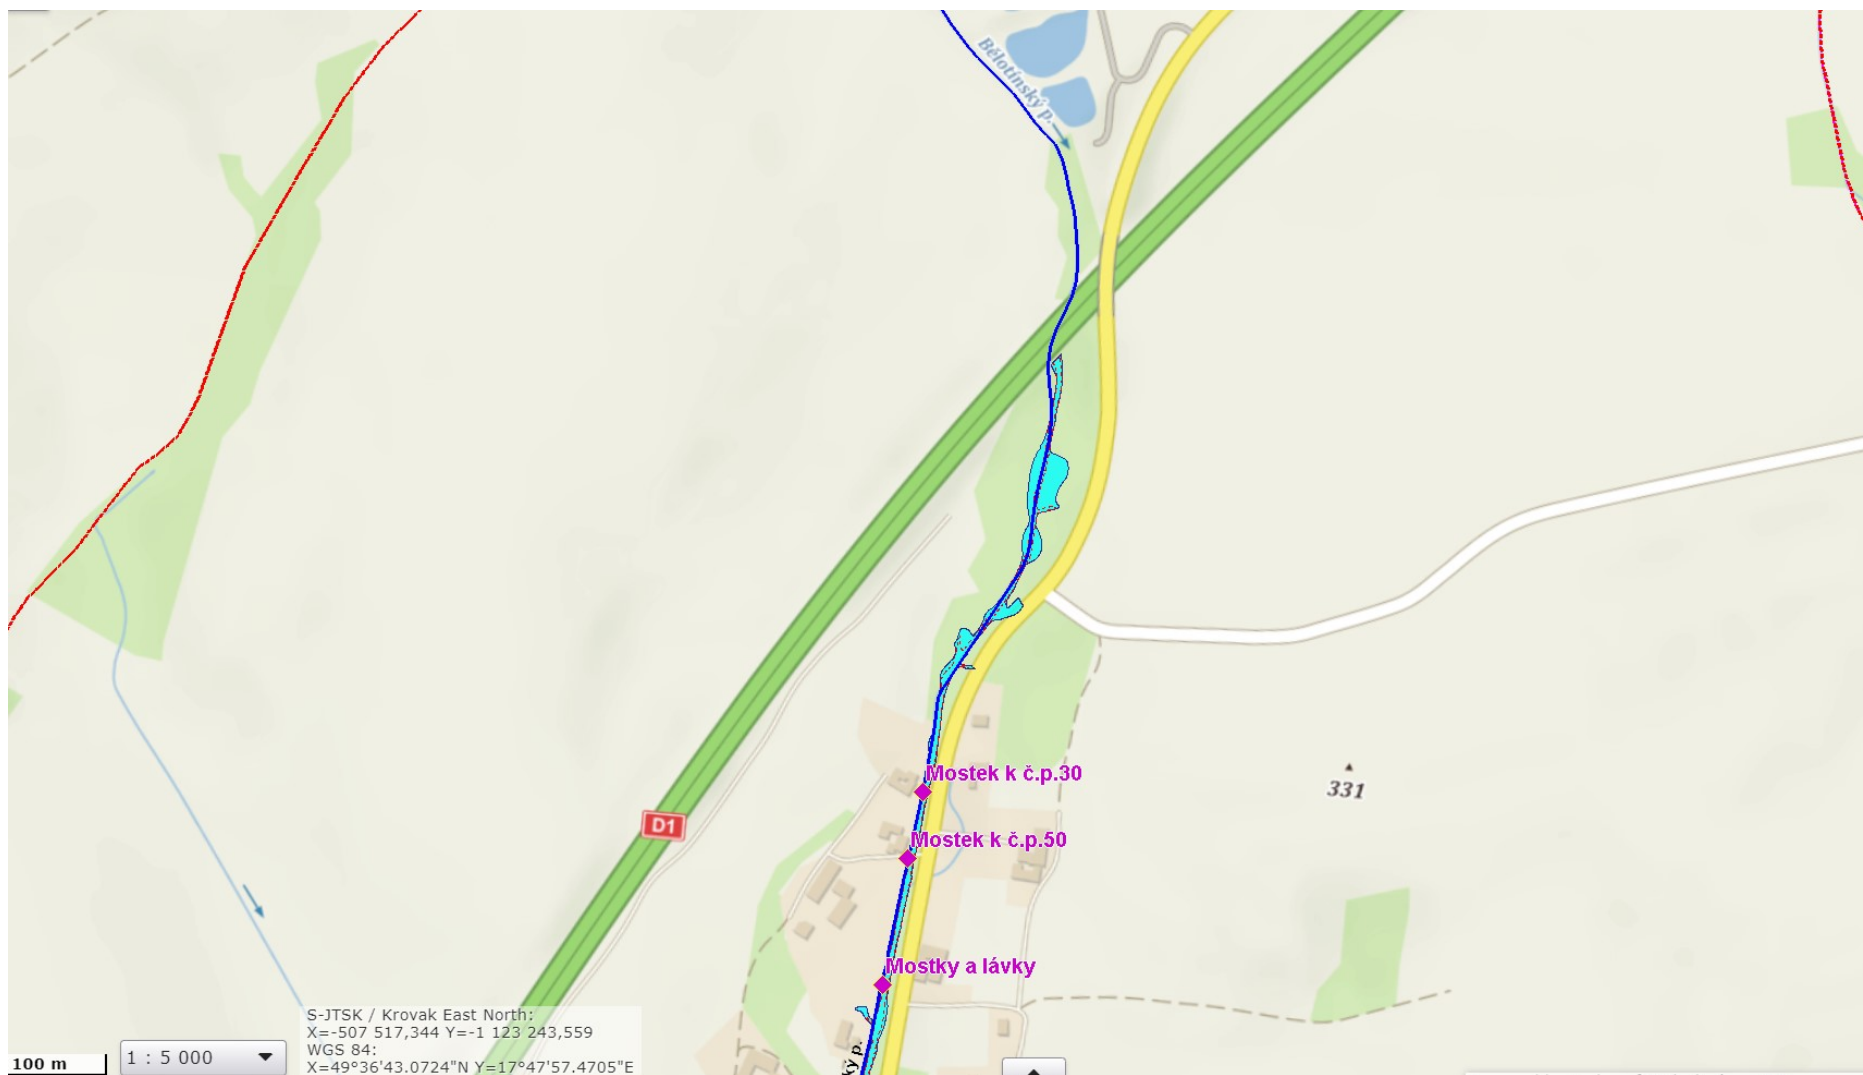 Bělotínský p.
Mostek k č.p.30
331
D1
Mostek k č.p.50
Mostky a lávky
S-JTSK / Krovak East North:
X=-507 517,344 Y=-1 123 243,559
WGS 84:
X=49°36'43.0724"N Y=17°47'57.4705"E
100 m
1 : 5 000
ký p.